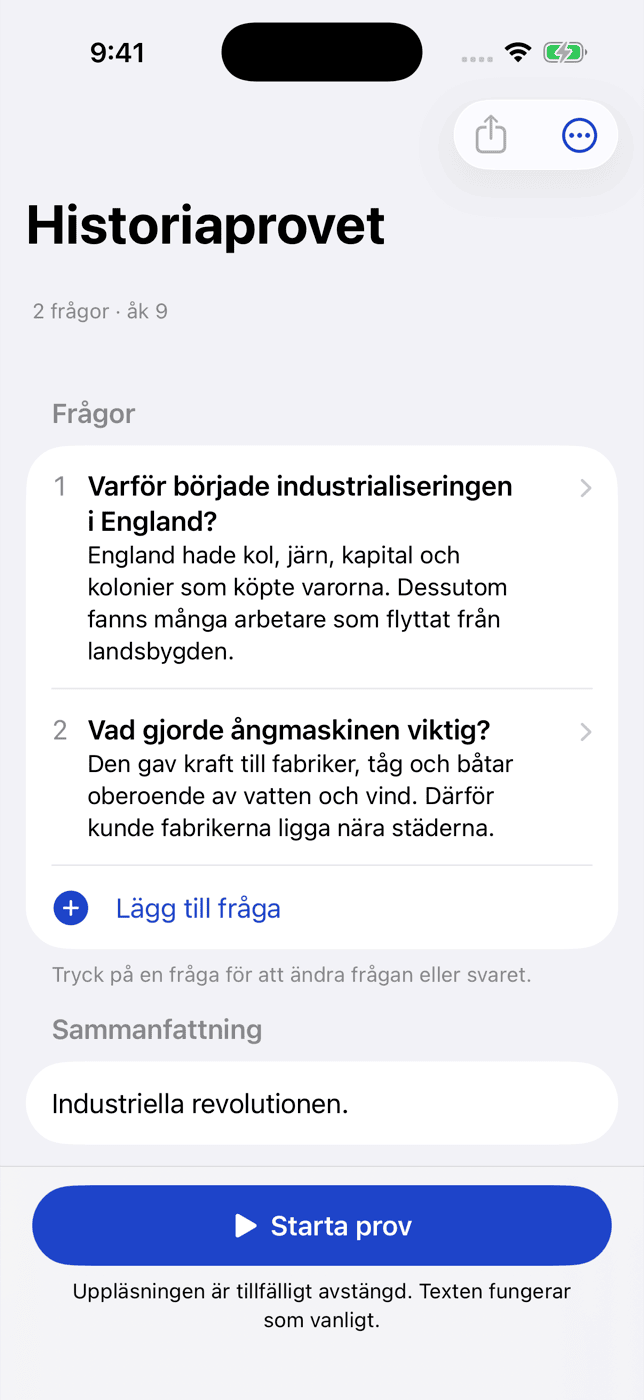 9:41
Historiaprovet
2 frågor · åk 9
Frågor
1 Varför började industrialiseringen
i England?
England hade kol, järn, kapital och
kolonier som köpte varorna. Dessutom
fanns många arbetare som flyttat från
landsbygden.
2 Vad gjorde ångmaskinen viktig?
Den gav kraft till fabriker, tåg och båtar
oberoende av vatten och vind. Därför
kunde fabrikerna ligga nära städerna.
Lägg till fråga
Tryck på en fråga för att ändra frågan eller svaret.
Sammanfattning
Industriella revolutionen.
Starta prov
Uppläsningen är tillfälligt avstängd. Texten fungerar
som vanligt.